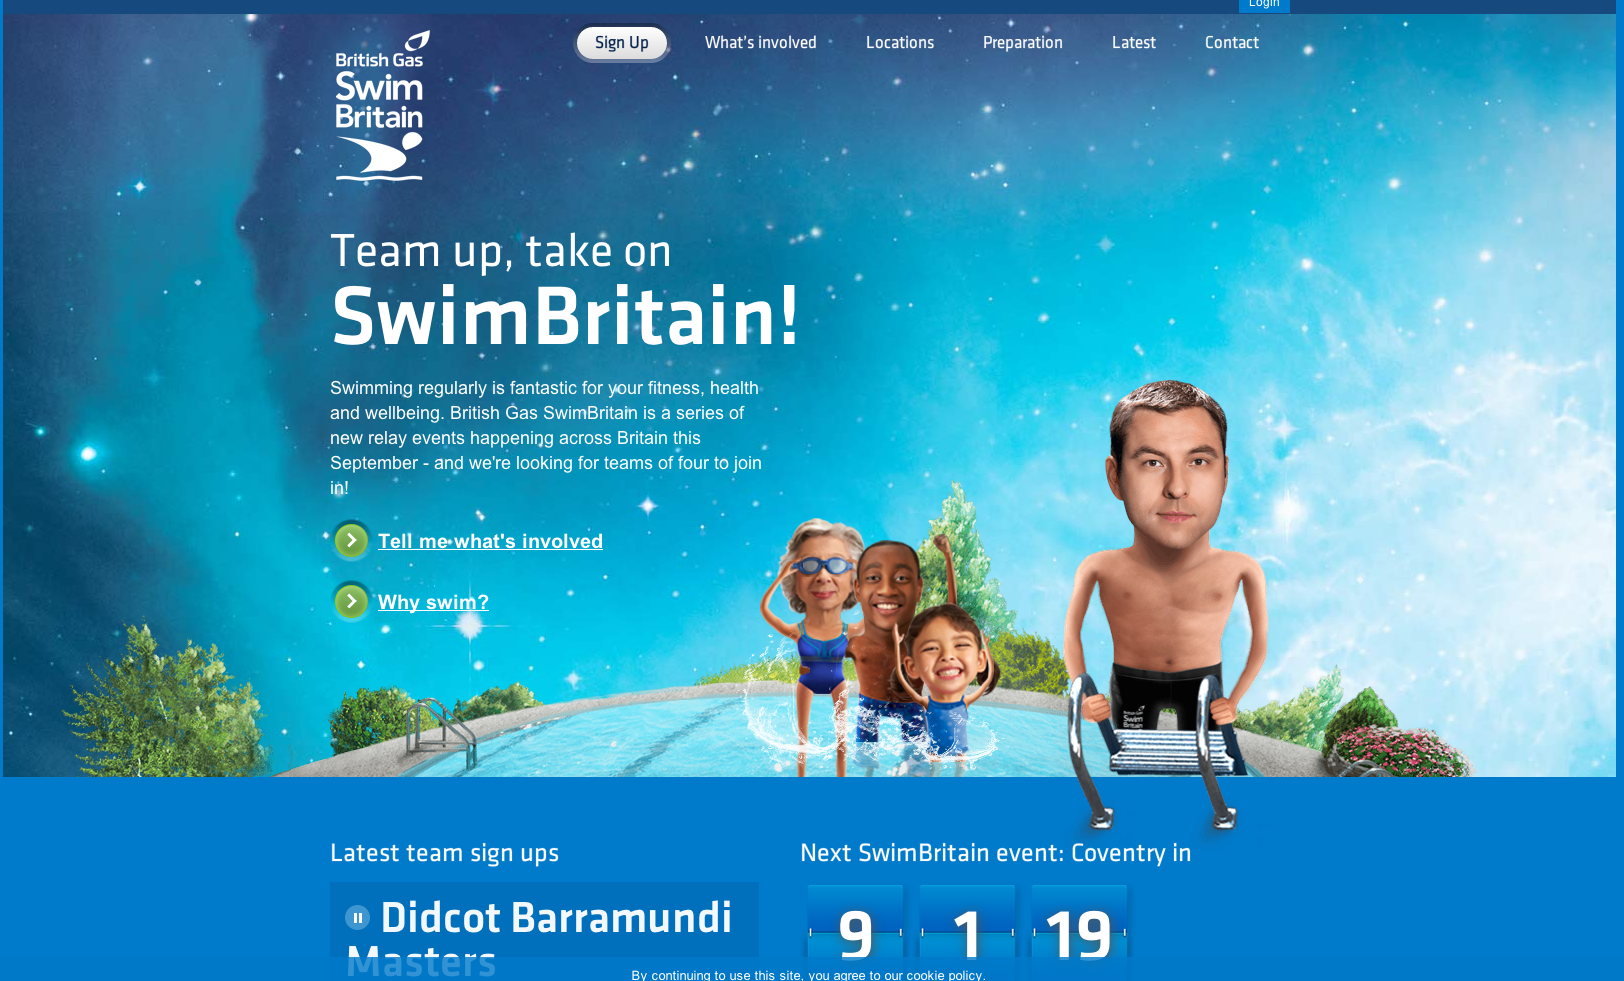 Login
British Gas
Swim
Britain
Sign Up
What's involved
Locations
Preparation
Latest
Contact
Team up, take on
SwimBritain!
Swimming regularly is fantastic for your fitness, health
and wellbeing. British Gas SwimBritain is a series of
new relay events happening across Britain this
September - and we're looking for teams of four to join
in!
Tell me what's involved
Why swim?
British Gas
Swim
Britain
Latest team sign ups
Didcot Barramundi
Masters
Next SwimBritain event: Coventry in
9 1 19
By continuing to use this site, you agree to our cookie policy.